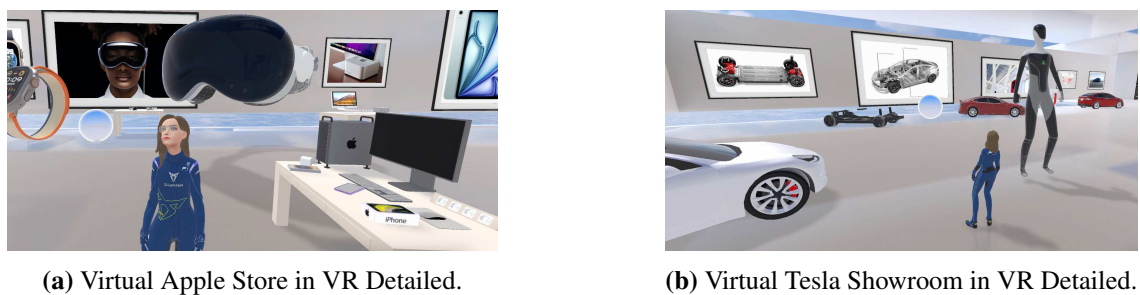 iPhone
(a) Virtual Apple Store in VR Detailed.
(b) Virtual Tesla Showroom in VR Detailed.